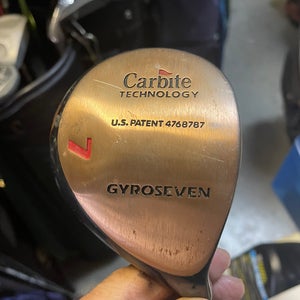 Carbite
TECHNOLOGY
U.S. PATENT 4768787
7
GYROSEVEN